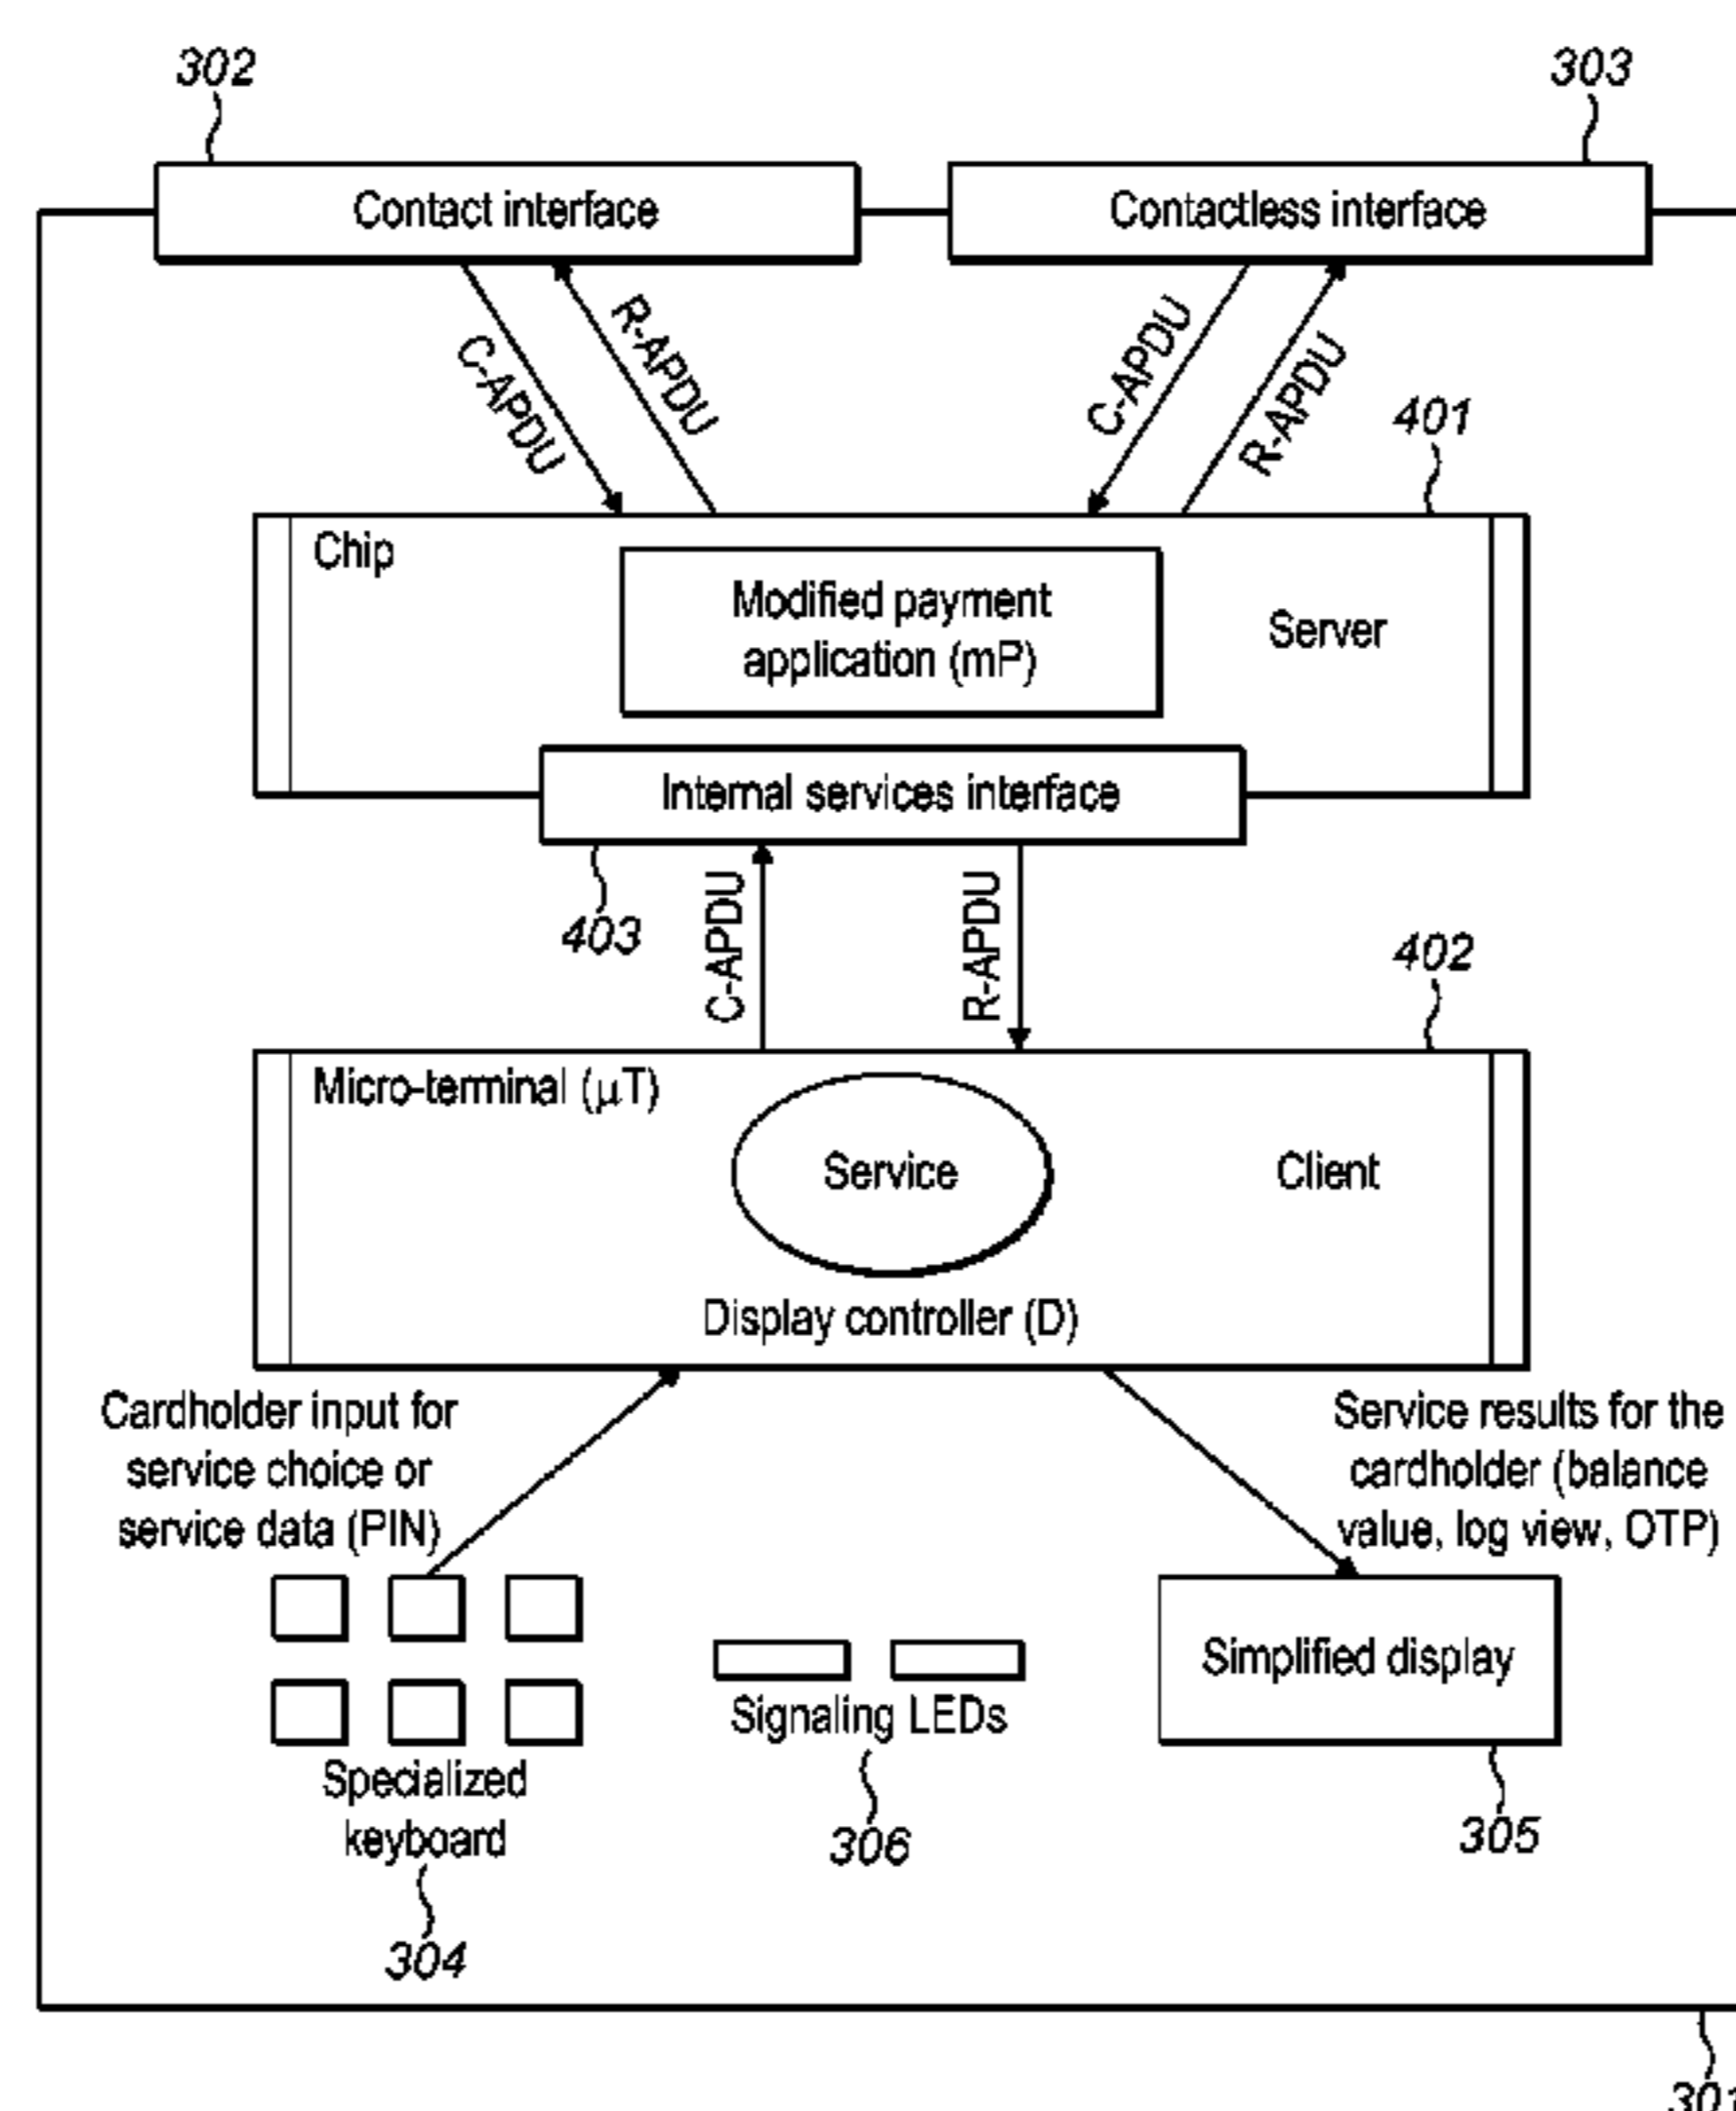 302
303
Contact interface
Contactless interface
C-APDU
R-APDU
C-APDU
R-APDU
401
Chip
Modified payment
application (mP)
Server
Internal services interface
403
C-APDU
R-APDU
402
Micro-terminal (μT)
Service
Client
Display controller (D)
Cardholder input for
service choice or
service data (PIN)
Service results for the
cardholder (balance
value, log view, OTP)
Simplified display
Signaling LEDs
Specialized
keyboard
306
305
304
301